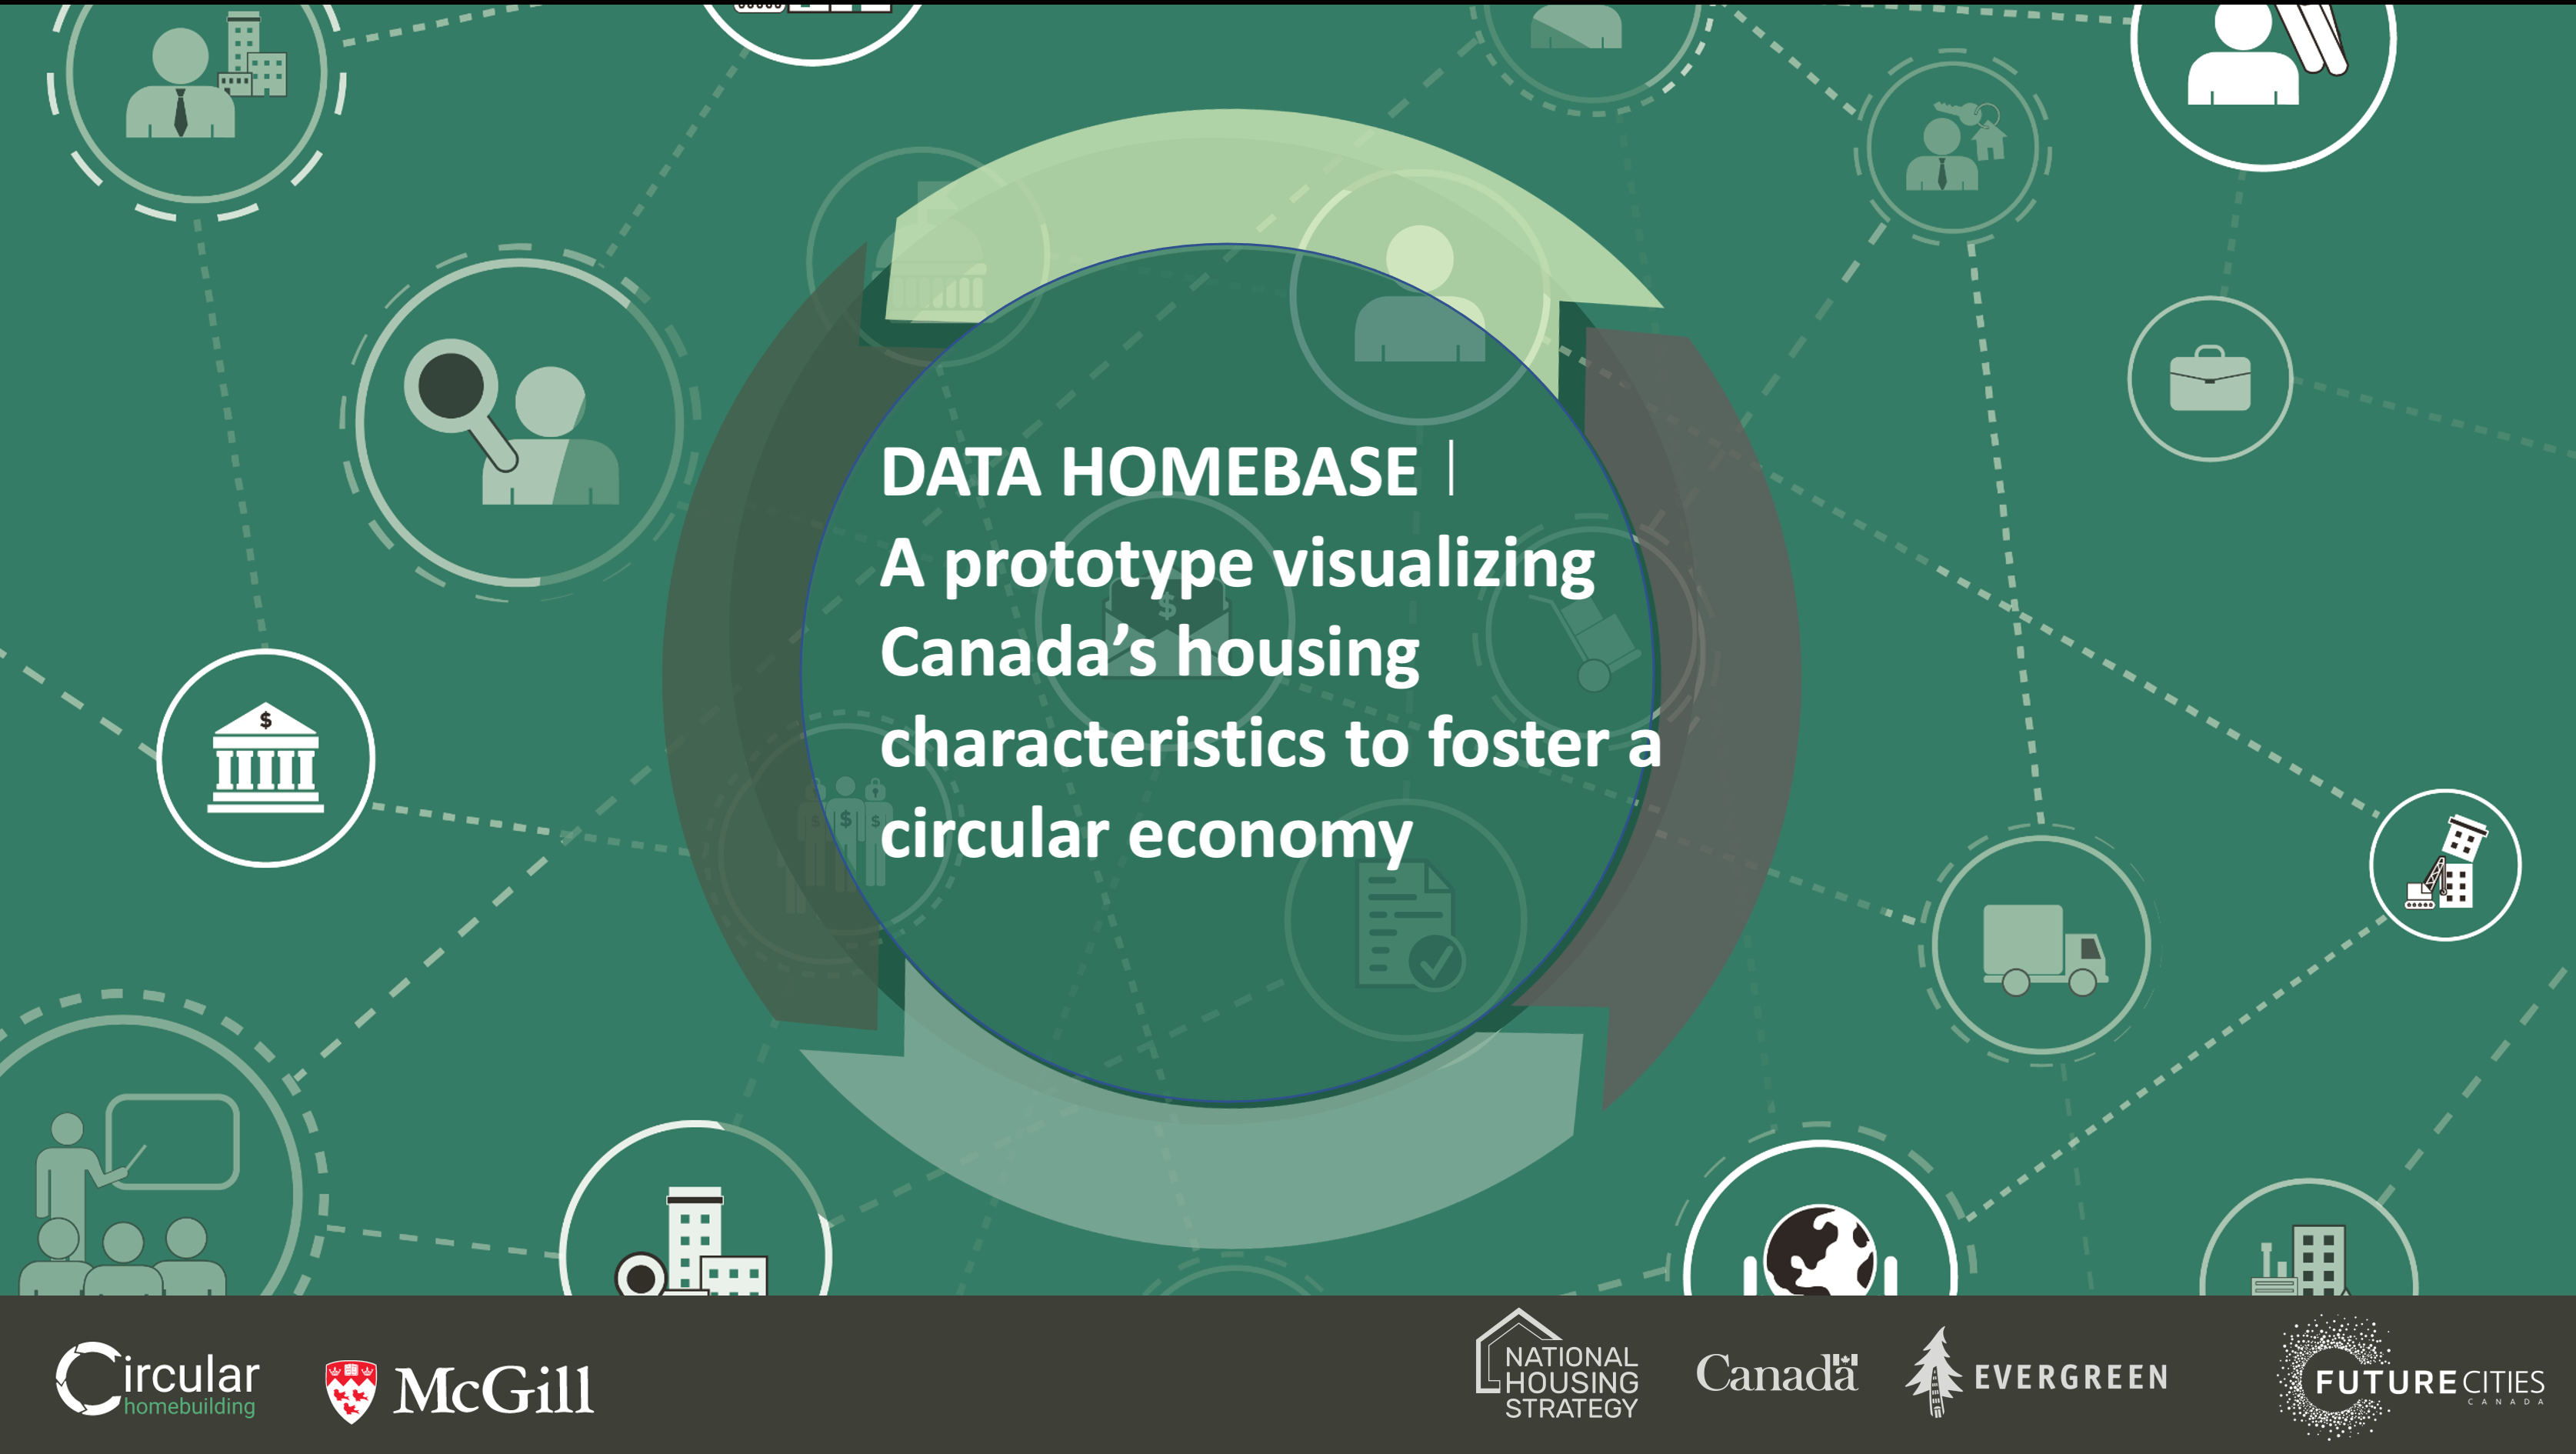 DATA HOMEBASE |
A prototype visualizing
Canada’s housing
characteristics to foster a
circular economy
$
$
$ $ $
Circular
homebuilding
McGill
NATIONAL
HOUSING
STRATEGY
Canada
EVERGREEN
FUTURE CITIES
CANADA